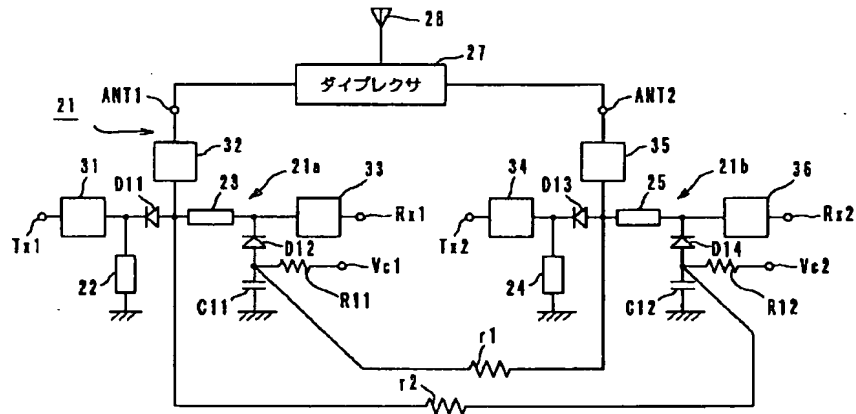 28
27
ダイプレクサ
ANT1
ANT2
21
32
35
31
D11
23
21a
33
34
D13
25
21b
36
Tx1
Rx1
Tx2
Rx2
D12
D14
22
Vc1
24
Vc2
C11
R11
C12
R12
r1
r2